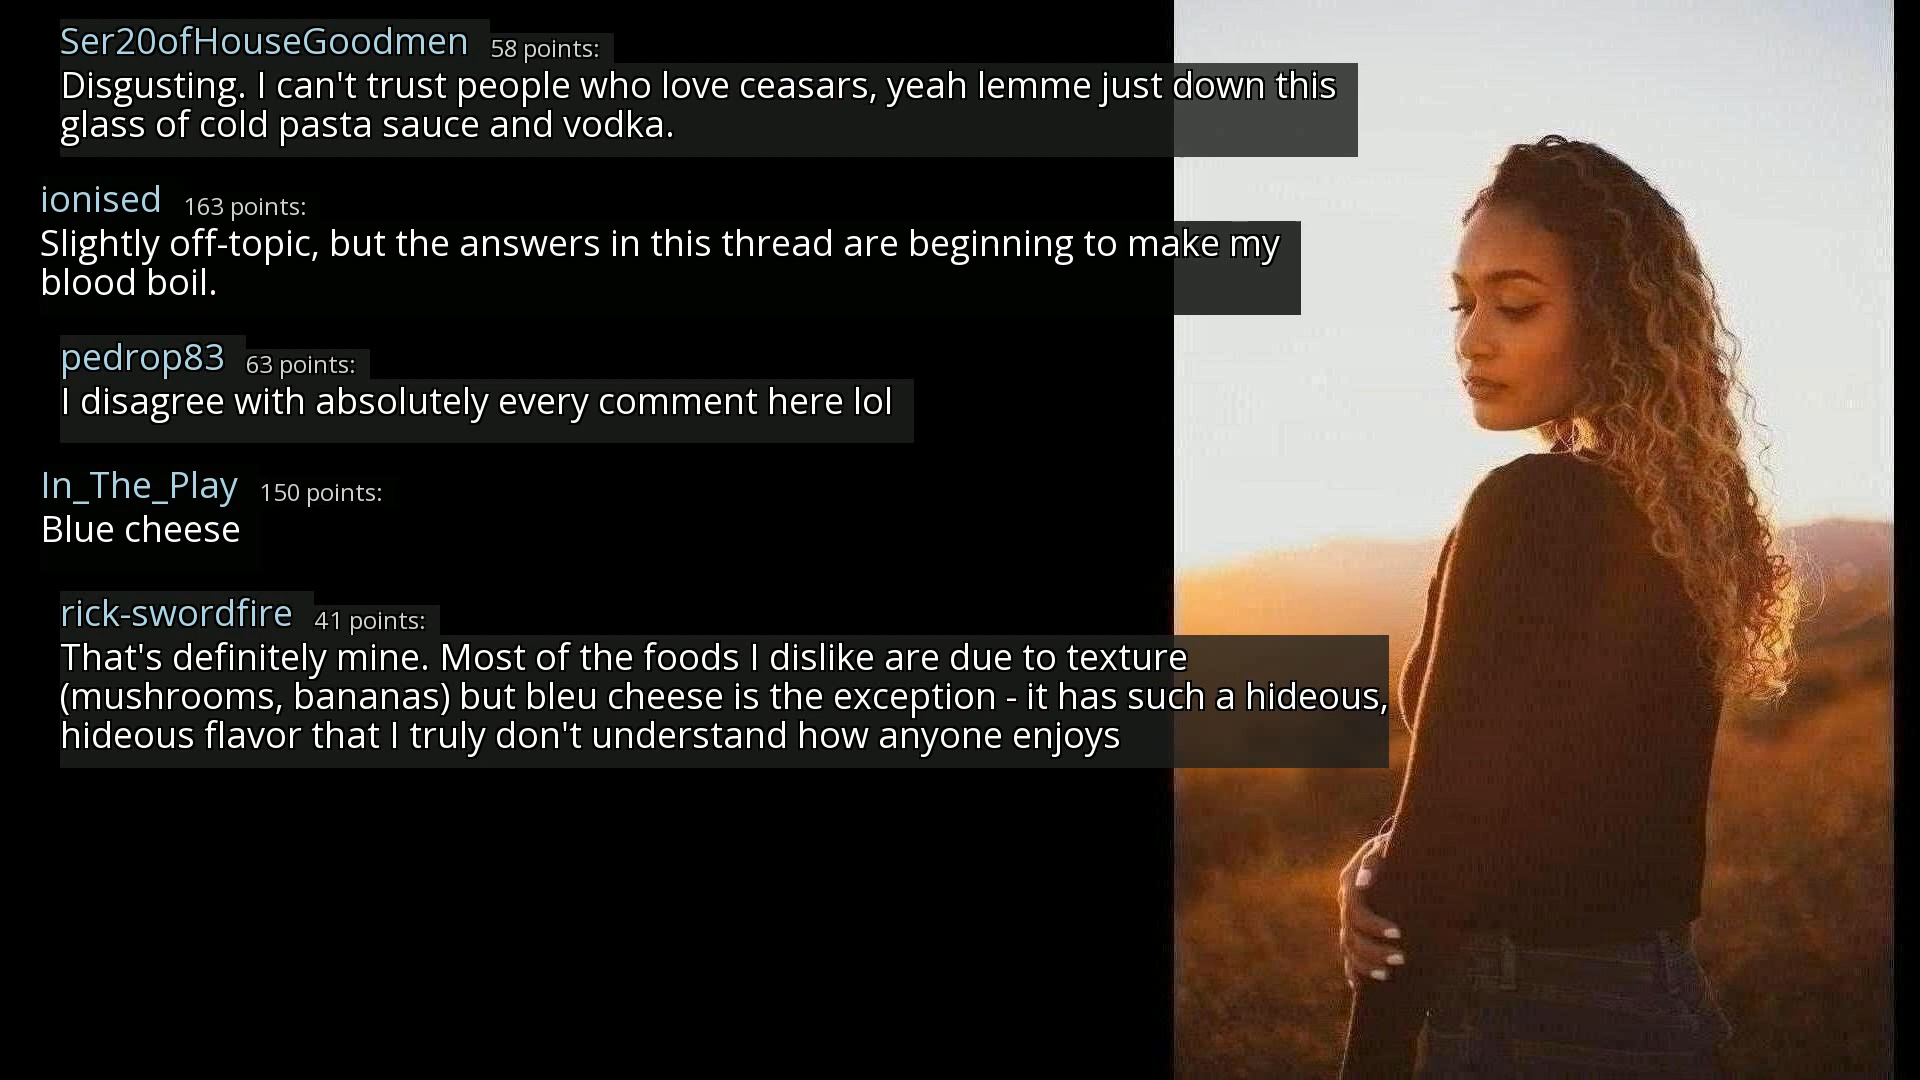 Ser20ofHouseGoodmen 58 points:
Disgusting. I can't trust people who love ceasars, yeah lemme just down this
glass of cold pasta sauce and vodka.
ionised 163 points:
Slightly off-topic, but the answers in this thread are beginning to make my
blood boil.
pedrop83 63 points:
I disagree with absolutely every comment here lol
In_The_Play 150 points:
Blue cheese
rick-swordfire 41 points:
That's definitely mine. Most of the foods I dislike are due to texture
(mushrooms, bananas) but bleu cheese is the exception - it has such a hideous,
hideous flavor that I truly don't understand how anyone enjoys